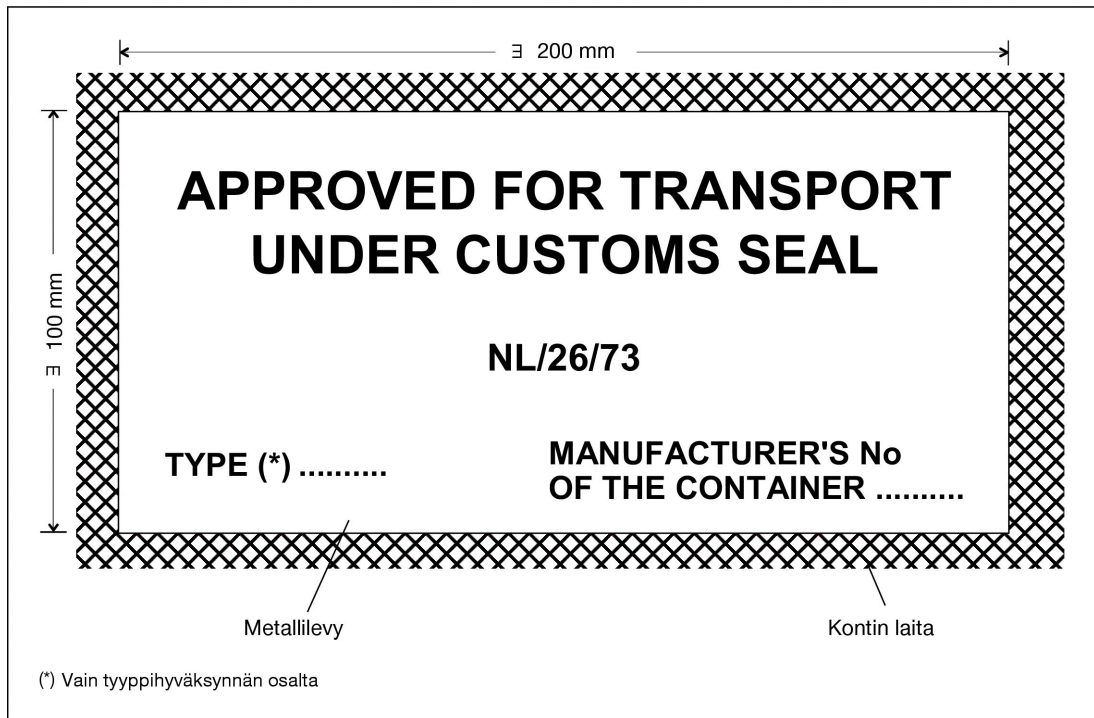 ∃ 200 mm
∃ 100 mm
APPROVED FOR TRANSPORT
UNDER CUSTOMS SEAL
NL/26/73
TYPE (*) ..........
MANUFACTURER'S No
OF THE CONTAINER ..........
Metallilevy
Kontin laita
(*) Vain tyyppihyväksynnän osalta